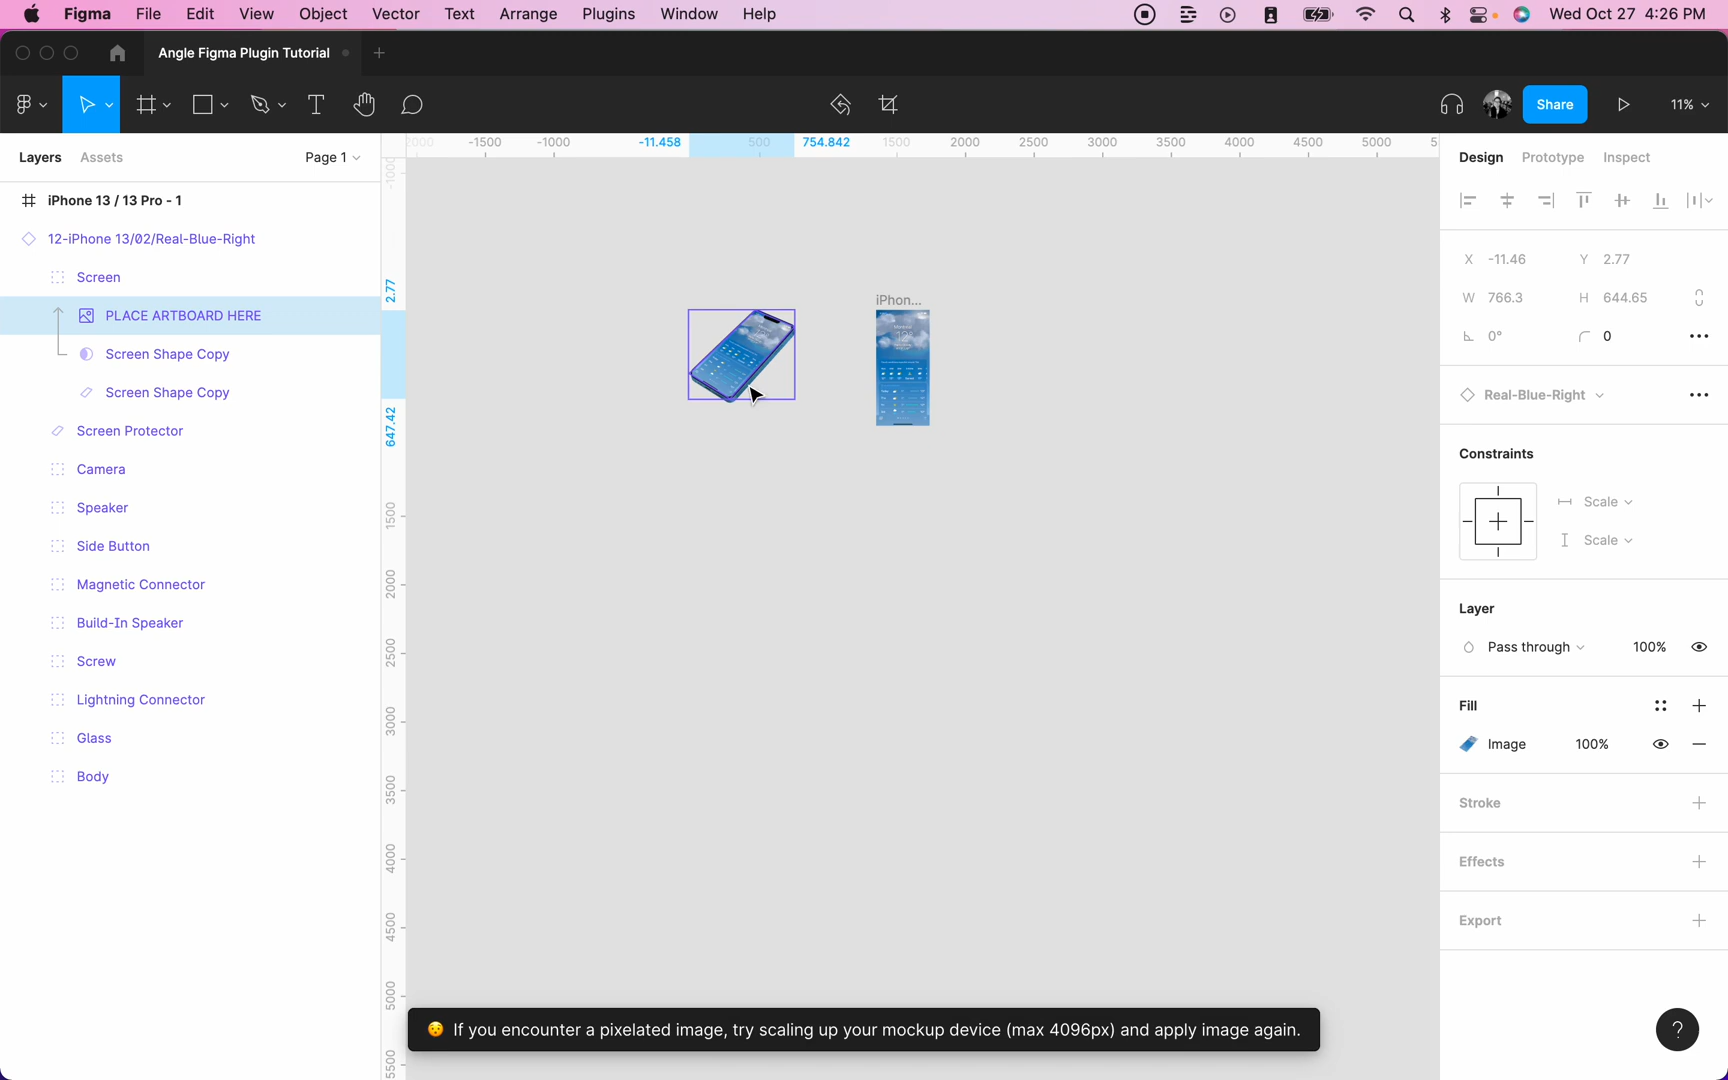 Figma File Edit View Object Vector Text Arrange Plugins Window Help Wed Oct 27 4:26 PM
Angle Figma Plugin Tutorial
Share 11%
Layers Assets Page 1
iPhone 13 / 13 Pro - 1
12-iPhone 13/02/Real-Blue-Right
Screen
PLACE ARTBOARD HERE
Screen Shape Copy
Screen Shape Copy
Screen Protector
Camera
Speaker
Side Button
Magnetic Connector
Build-In Speaker
Screw
Lightning Connector
Glass
Body
-1500 -1000 -11.458 500 754.842 1500 2000 2500 3000 3500 4000 4500 5000
-1000
2.77
647.42
1500
2000
2500
3000
3500
4000
4500
5000
5500
iPhon...
If you encounter a pixelated image, try scaling up your mockup device (max 4096px) and apply image again.
Design Prototype Inspect
X -11.46 Y 2.77
W 766.3 H 644.65
0° 0
Real-Blue-Right
Constraints
Scale
Scale
Layer
Pass through 100%
Fill
Image 100%
Stroke
Effects
Export
?